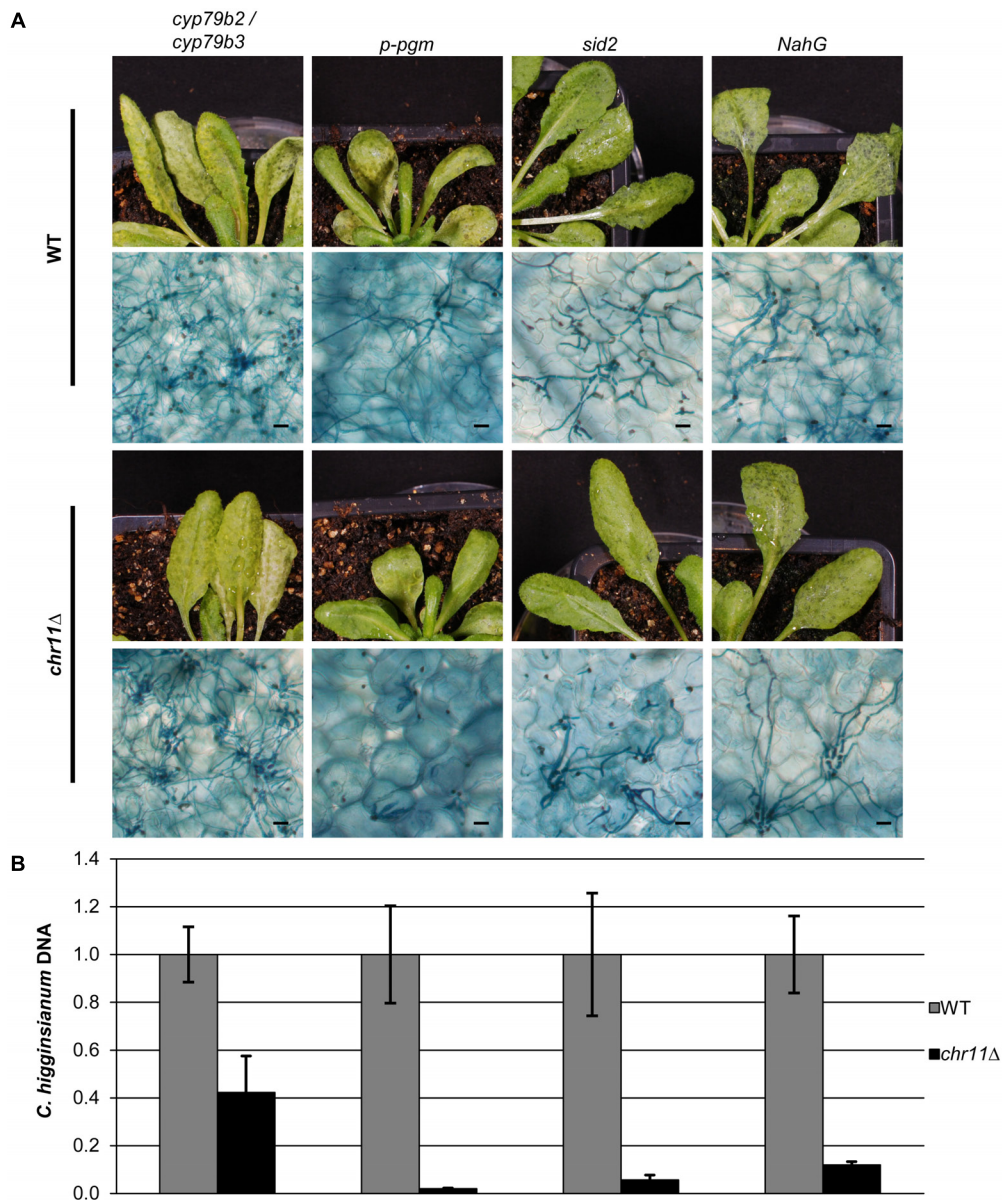 A
cyp79b2 /
cyp79b3
p-pgm
sid2
NahG
WT
chr11Δ
B
1.4
1.2
1.0
0.8
0.6
0.4
0.2
0.0
C. higginsianum DNA
WT
chr11Δ